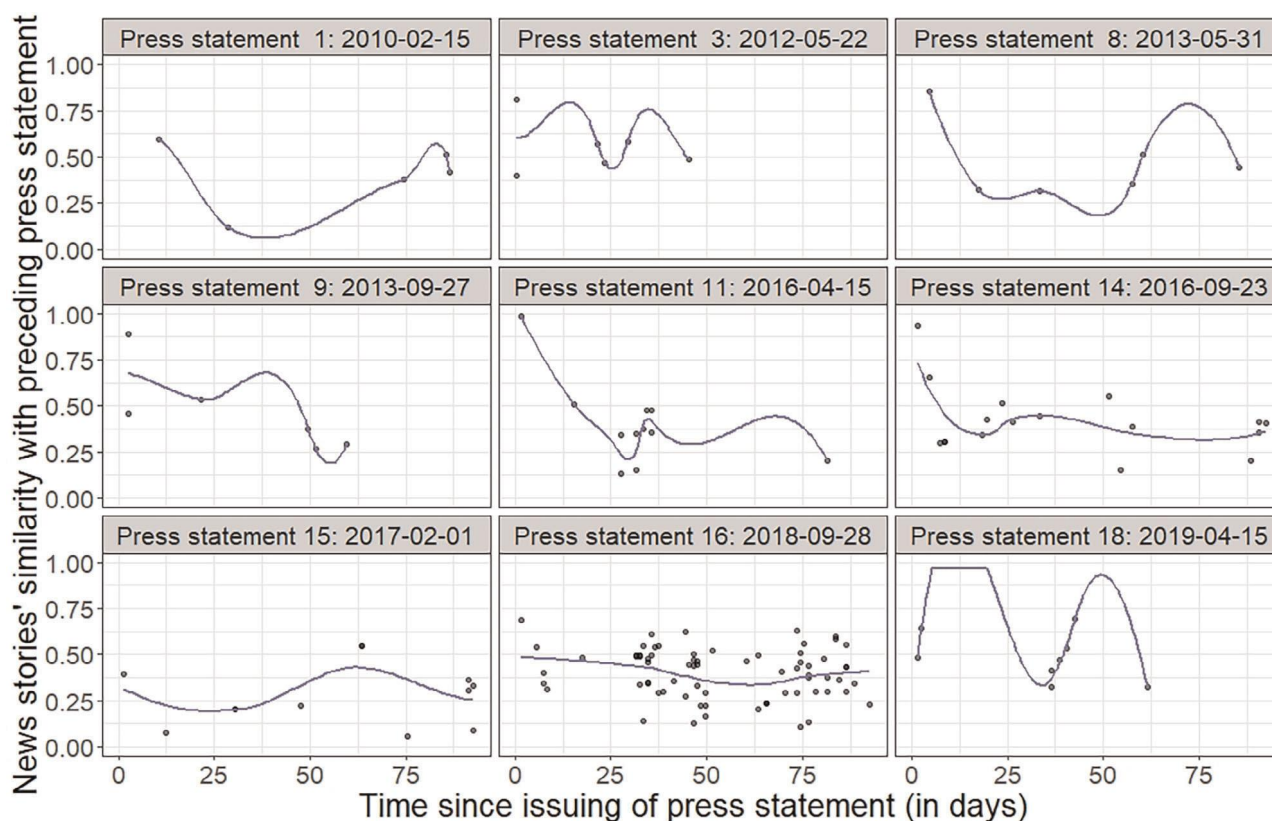 News stories' similarity with preceding press statement
Press statement 1: 2010-02-15
Press statement 3: 2012-05-22
Press statement 8: 2013-05-31
1.00
0.75
0.50
0.25
0.00
Press statement 9: 2013-09-27
Press statement 11: 2016-04-15
Press statement 14: 2016-09-23
1.00
0.75
0.50
0.25
0.00
Press statement 15: 2017-02-01
Press statement 16: 2018-09-28
Press statement 18: 2019-04-15
1.00
0.75
0.50
0.25
0.00
0 25 50 75 0 25 50 75 0 25 50 75
Time since issuing of press statement (in days)